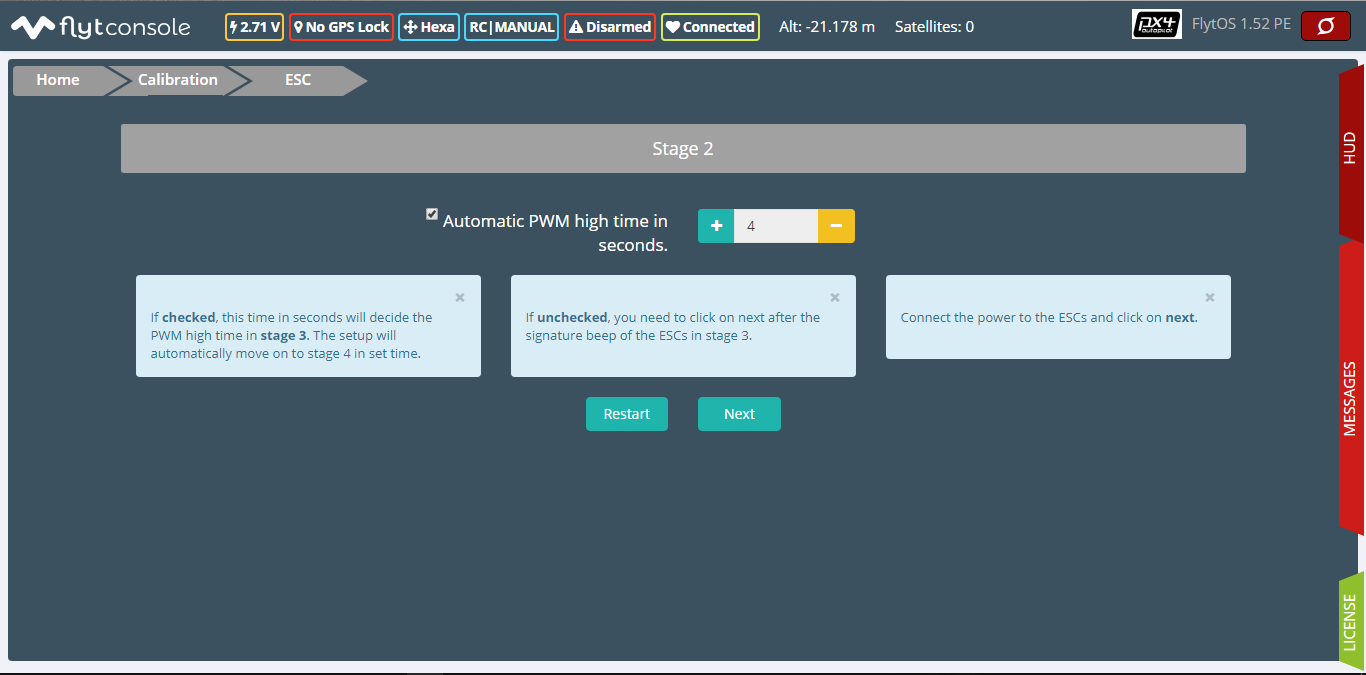 flytconsole
2.71 V
No GPS Lock
Hexa
RC|MANUAL
Disarmed
Connected
Alt: -21.178 m
Satellites: 0
px4
autopilot
FlytOS 1.52 PE
Home
Calibration
ESC
Stage 2
Automatic PWM high time in
seconds.
4
If checked, this time in seconds will decide the
PWM high time in stage 3. The setup will
automatically move on to stage 4 in set time.
If unchecked, you need to click on next after the
signature beep of the ESCs in stage 3.
Connect the power to the ESCs and click on next.
Restart
Next
HUD
MESSAGES
LICENSE